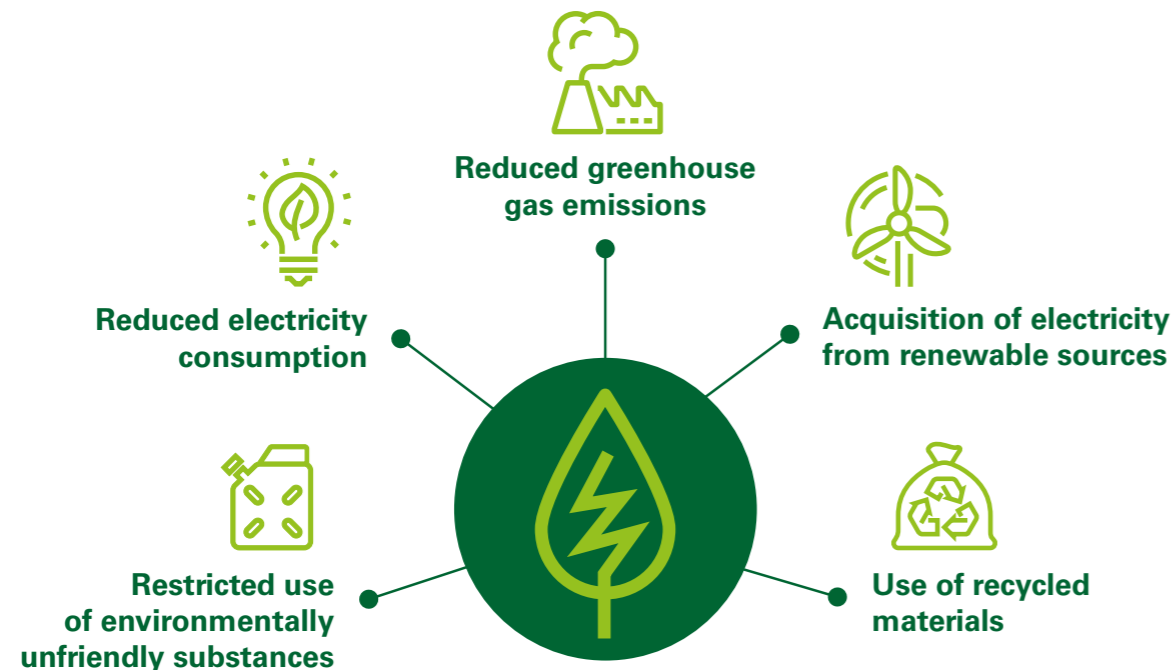 Reduced greenhouse
gas emissions
Reduced electricity
consumption
Acquisition of electricity
from renewable sources
Restricted use
of environmentally
unfriendly substances
Use of recycled
materials